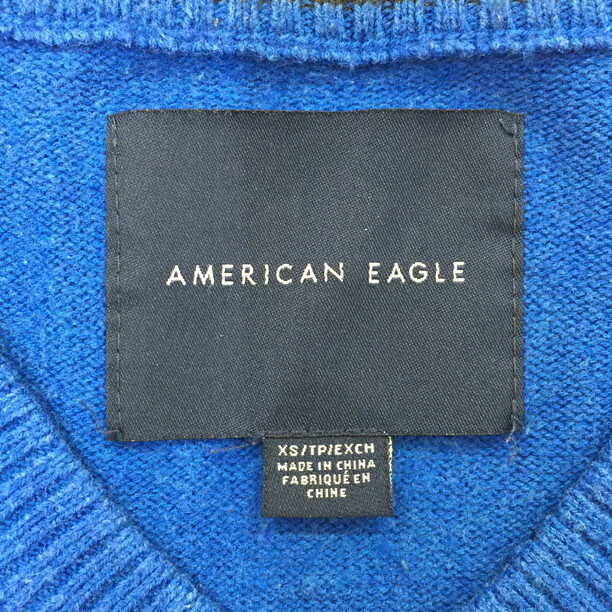 AMERICAN EAGLE
XS/TP/EXCH
MADE IN CHINA
FABRIQUÉ EN
CHINE